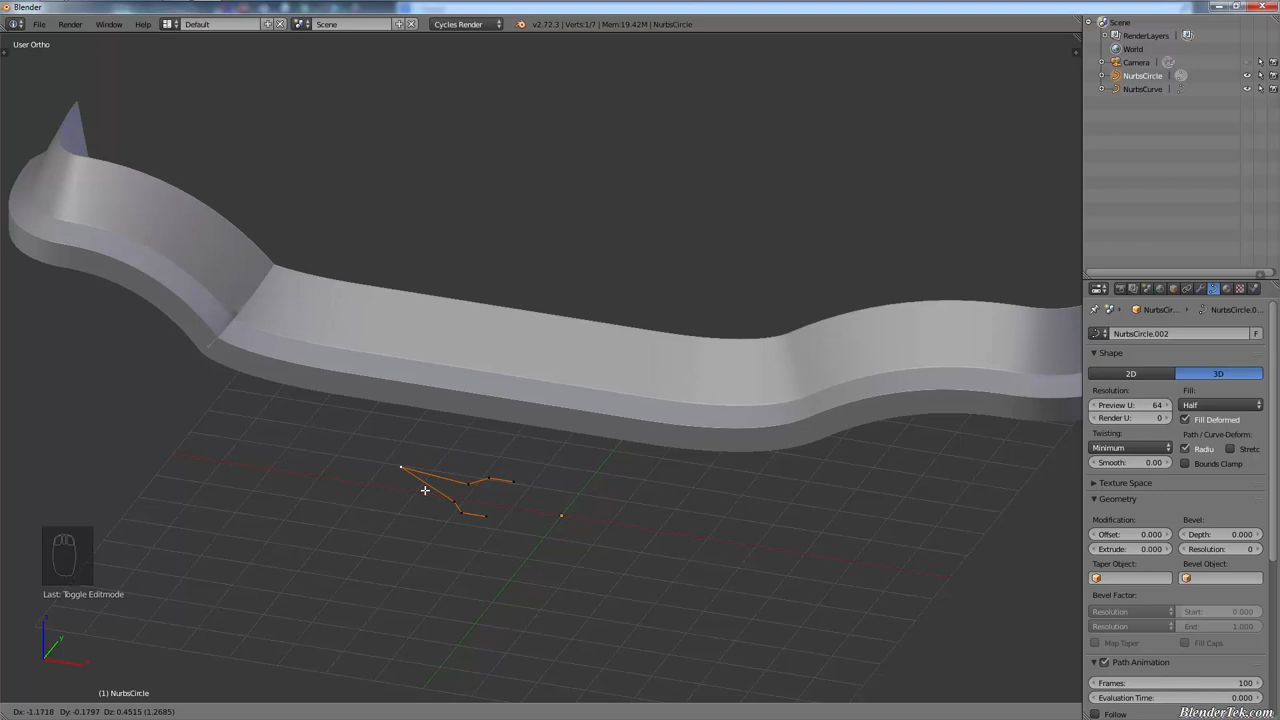 Blender
File Render Window Help Default Scene Cycles Render v2.72.3 | Verts:1/7 | Mem:19.42M | NurbsCircle
User Ortho
Scene
RenderLayers
World
Camera
NurbsCircle
NurbsCurve
NurbsCir... NurbsCircle.0...
NurbsCircle.002 F
Shape
2D 3D
Resolution: Fill:
Preview U: 64 Half
Render U: 0 Fill Deformed
Twisting: Path / Curve-Deform:
Minimum Radiu Stretc
Smooth: 0.00 Bounds Clamp
Texture Space
Geometry
Modification: Bevel:
Offset: 0.000 Depth: 0.000
Extrude: 0.000 Resolution: 0
Taper Object: Bevel Object:
Bevel Factor:
Resolution Start: 0.000
Resolution End: 1.000
Map Taper Fill Caps
Path Animation
Frames: 100
Evaluation Time: 0.000
Follow
Last: Toggle Editmode
z
y
x
(1) NurbsCircle
Dx: -1.1718 Dy: -0.1797 Dz: 0.4515 (1.2685)
BlenderTek.com